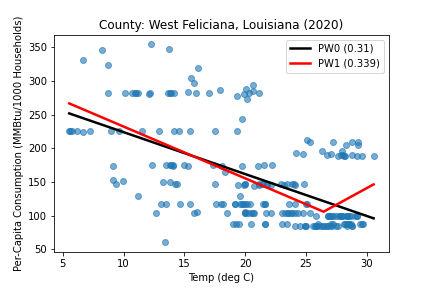 County: West Feliciana, Louisiana (2020)
PW0 (0.31)
PW1 (0.339)
Per-Capita Consumption (MMBtu/1000 Households)
350
300
250
200
150
100
50
5
10
15
20
25
30
Temp (deg C)